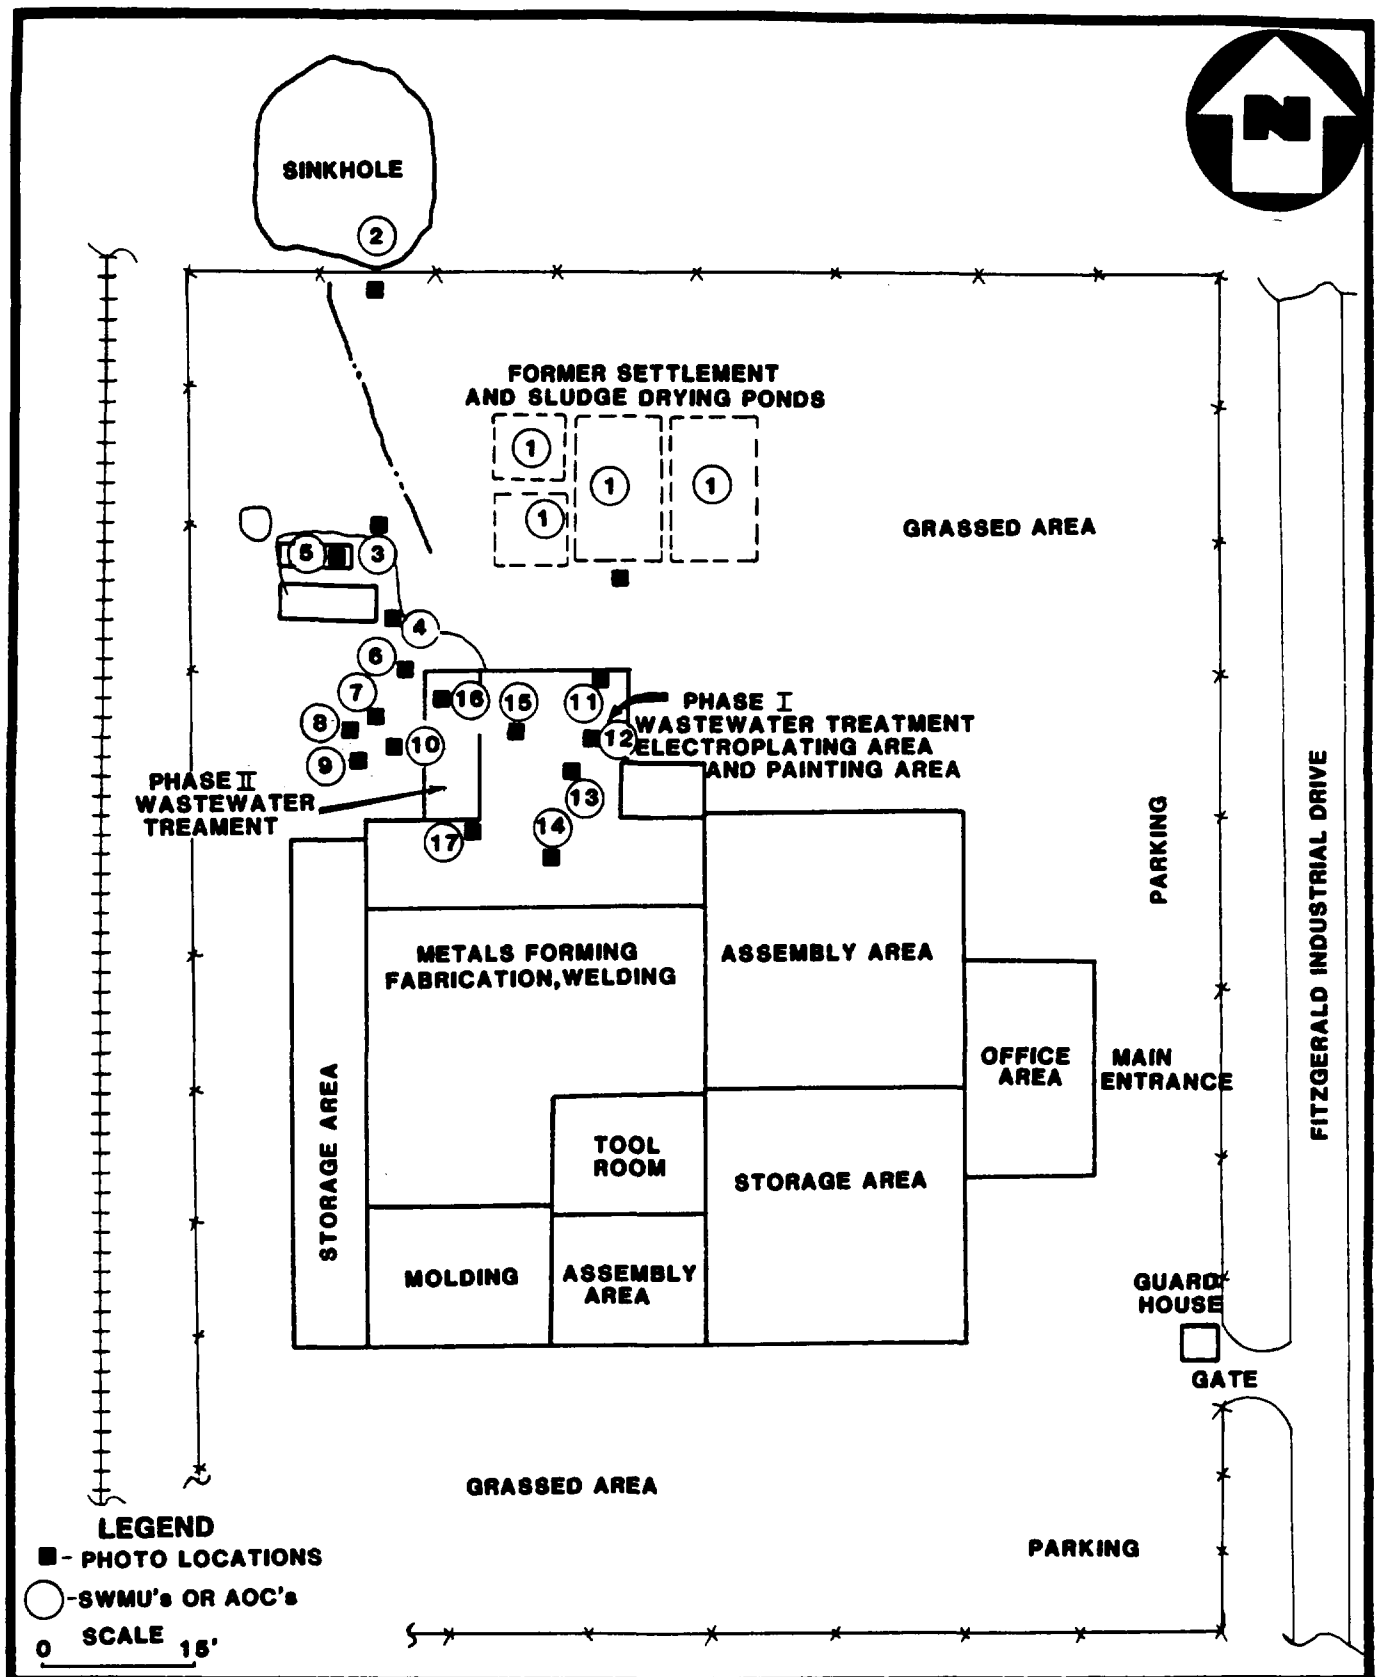 N
SINKHOLE
2
FORMER SETTLEMENT
AND SLUDGE DRYING PONDS
1
1
1
1
GRASSED AREA
5
3
4
6
7
8
9
10
16
15
11
12
13
14
17
PHASE I
WASTEWATER TREATMENT
ELECTROPLATING AREA
AND PAINTING AREA
PHASE II
WASTEWATER
TREAMENT
PARKING
FITZGERALD INDUSTRIAL DRIVE
METALS FORMING
FABRICATION,WELDING
ASSEMBLY AREA
OFFICE
AREA
MAIN
ENTRANCE
STORAGE AREA
TOOL
ROOM
STORAGE AREA
MOLDING
ASSEMBLY
AREA
GUARD
HOUSE
GATE
GRASSED AREA
PARKING
LEGEND
- PHOTO LOCATIONS
-SWMU's OR AOC's
SCALE
0 15'